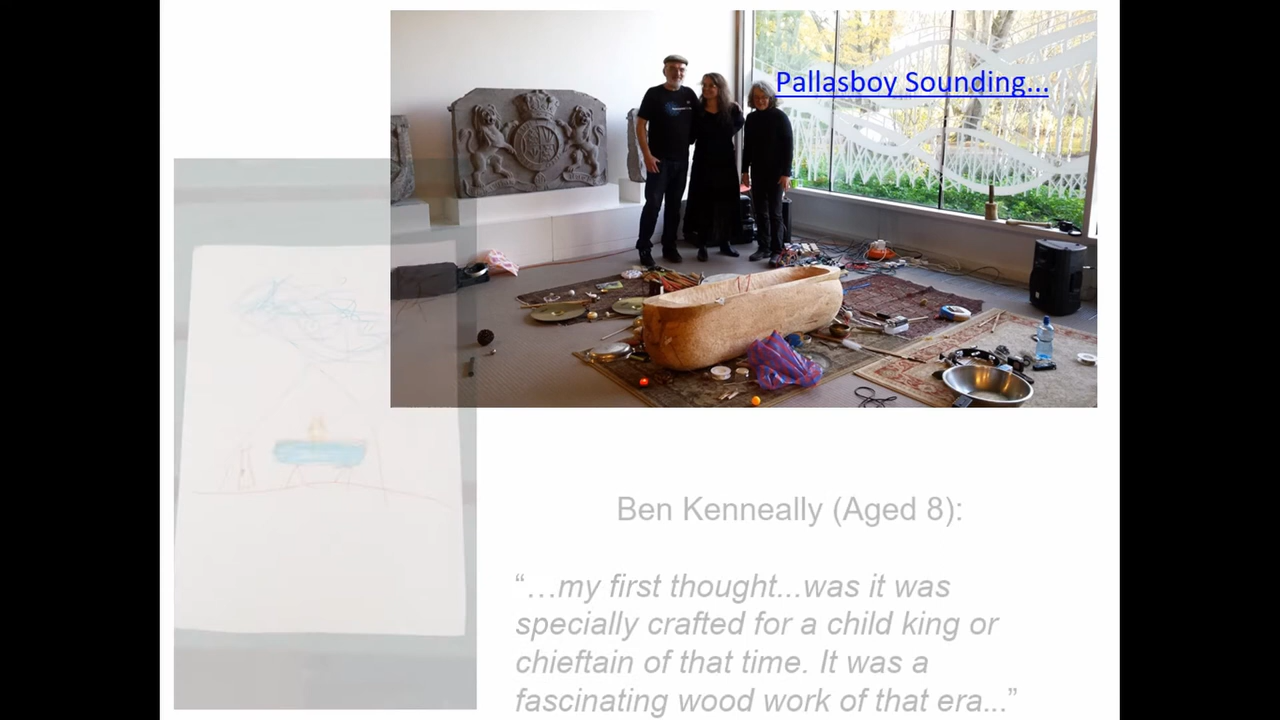 Pallasboy Sounding...
Ben Kenneally (Aged 8):
“…my first thought...was it was
specially crafted for a child king or
chieftain of that time. It was a
fascinating wood work of that era...”